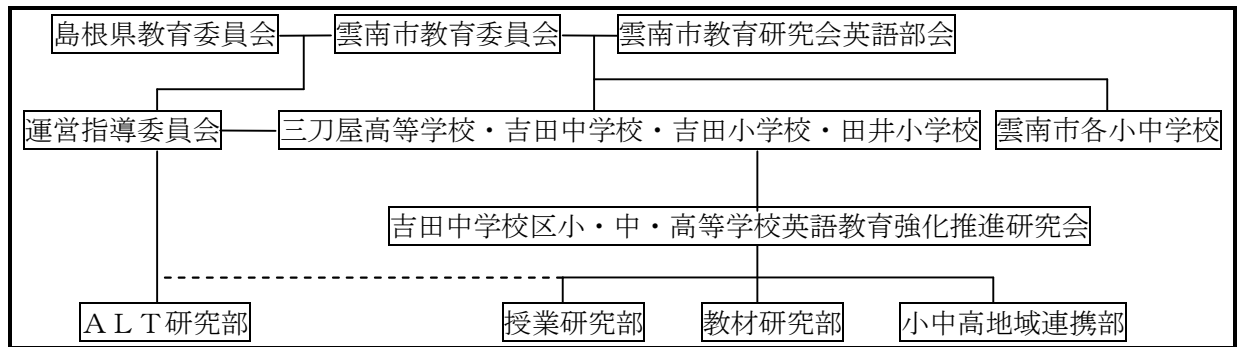 島根県教育委員会 雲南市教育委員会 雲南市教育研究会英語部会
運営指導委員会 三刀屋高等学校・吉田中学校・吉田小学校・田井小学校 雲南市各小中学校
吉田中学校区小・中・高等学校英語教育強化推進研究会
ＡＬＴ研究部 授業研究部 教材研究部 小中高地域連携部